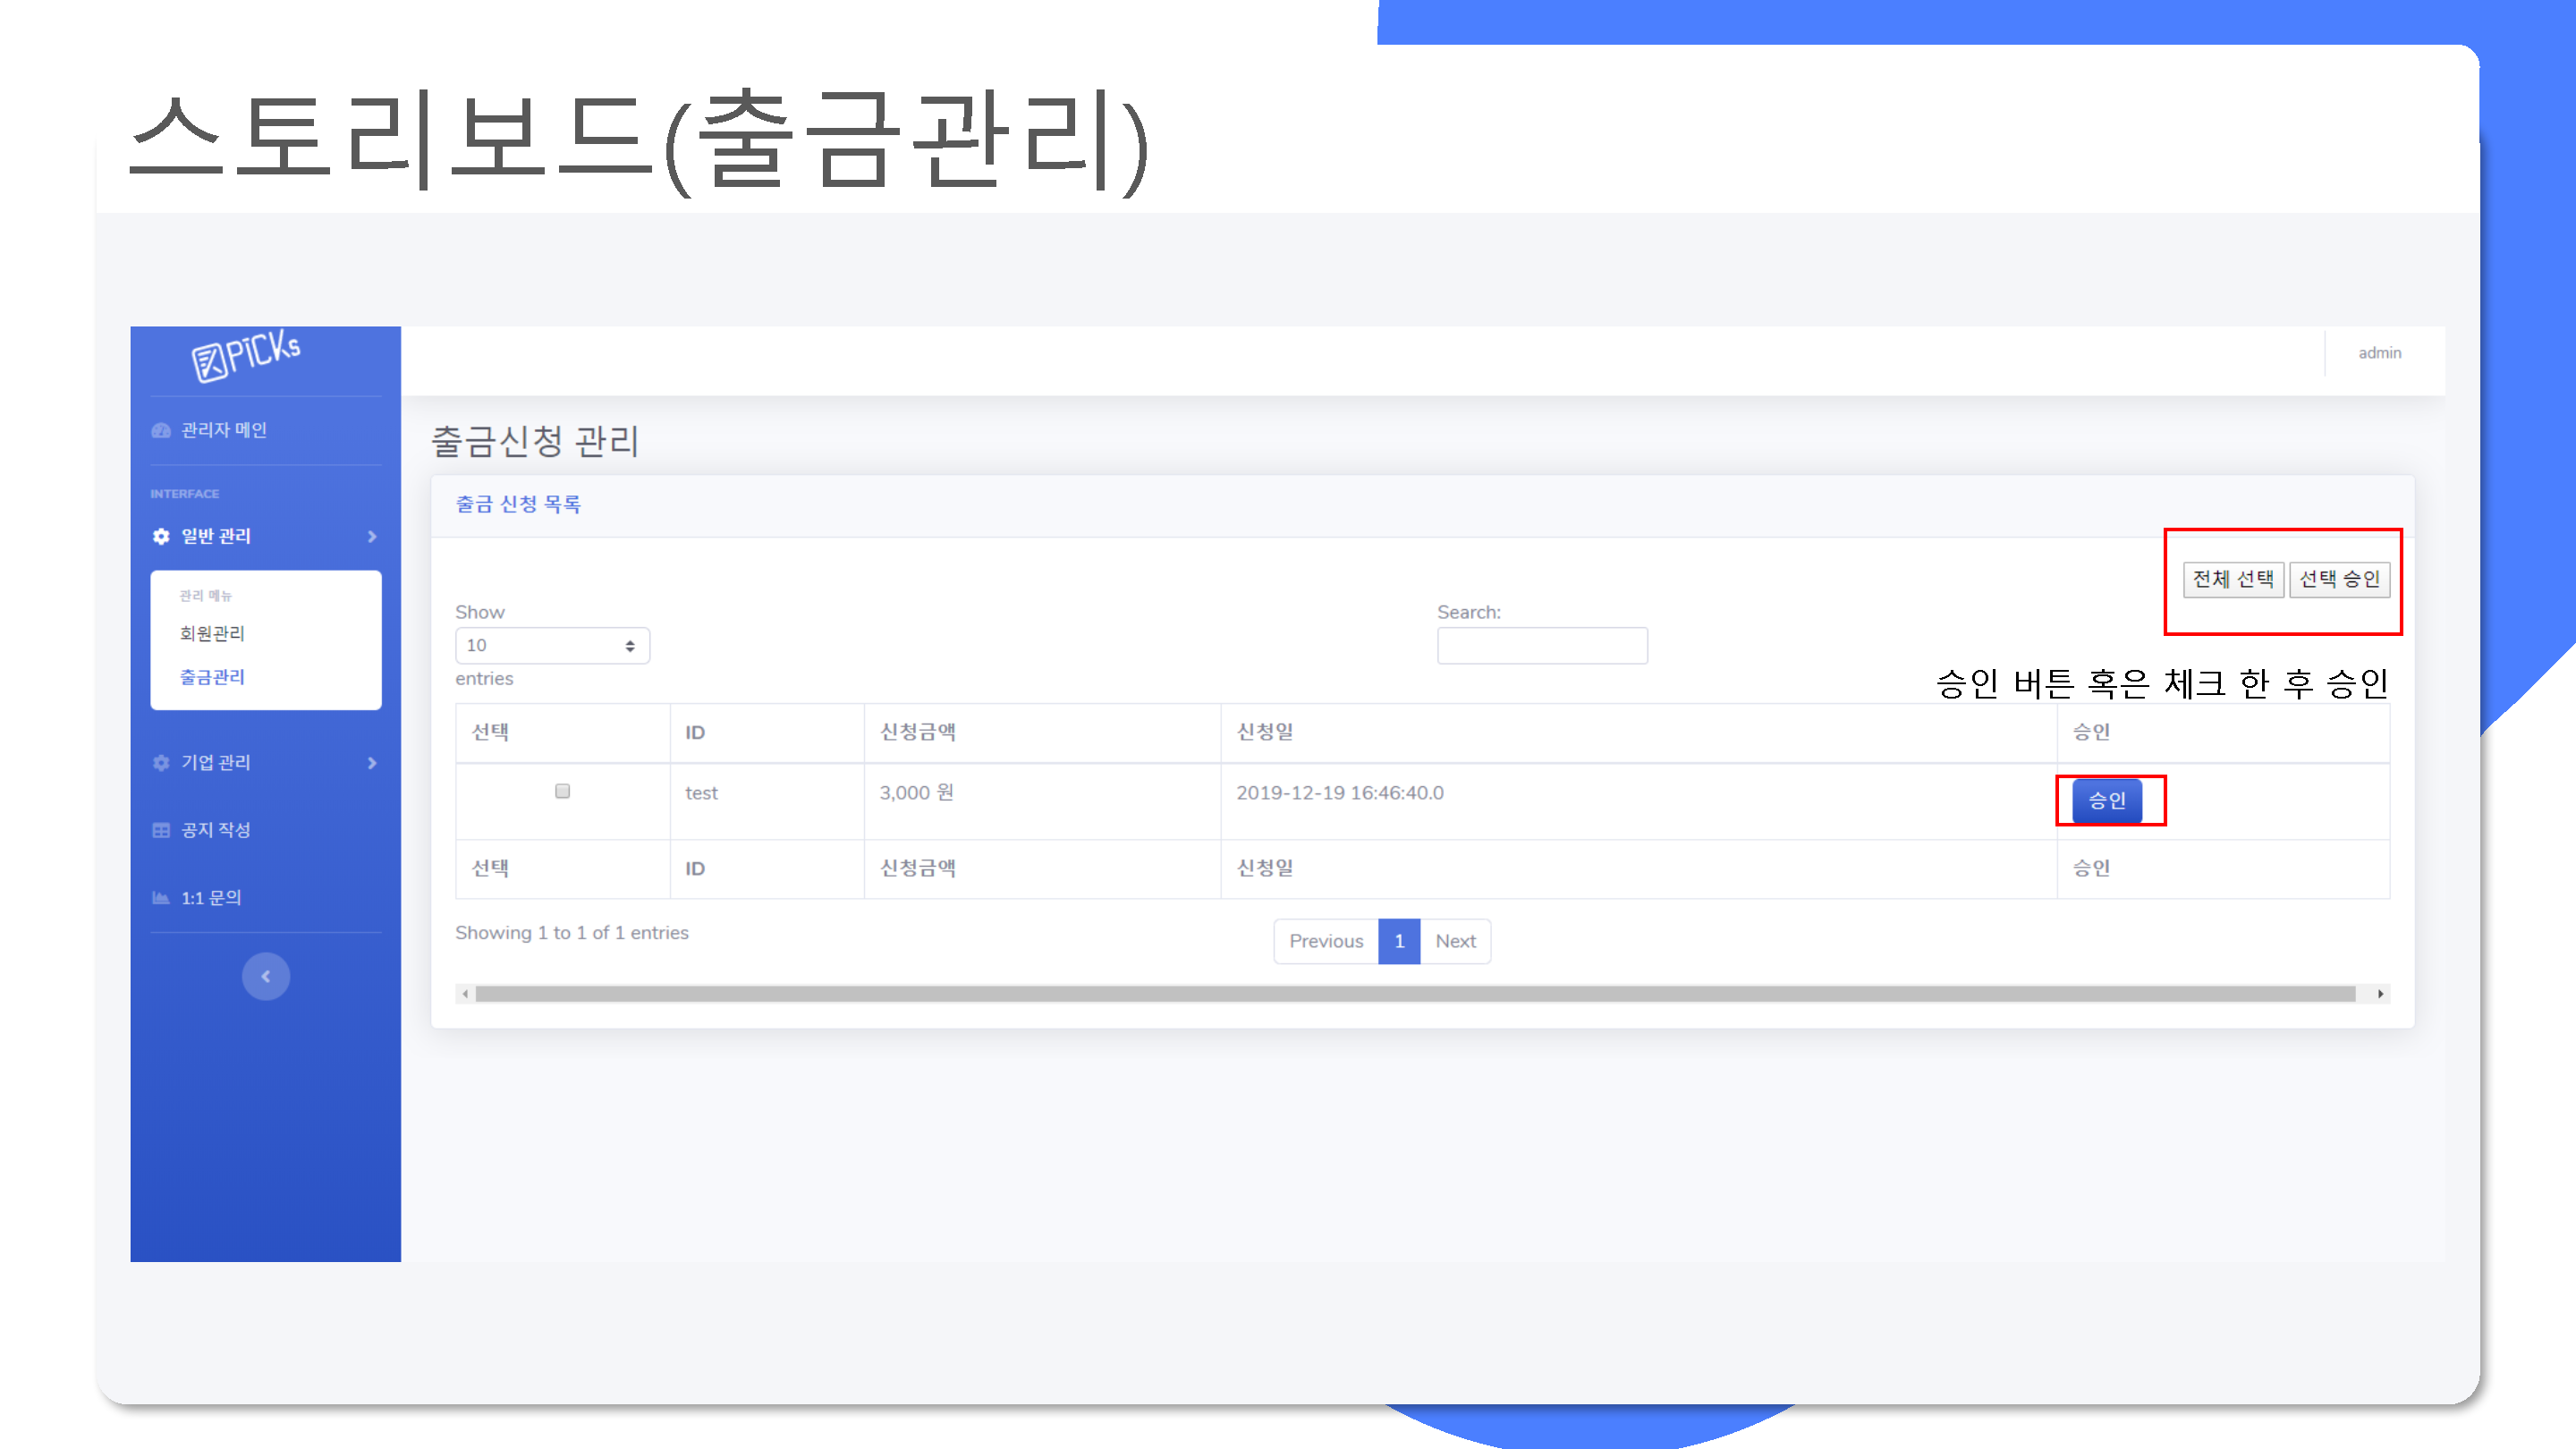 스토리보드(출금관리)
PiCKs
admin
관리자 메인
INTERFACE
일반 관리
관리 메뉴
회원관리
출금관리
기업 관리
공지 작성
1:1 문의
출금신청 관리
출금 신청 목록
전체 선택 선택 승인
Show
10
entries
Search:
승인 버튼 혹은 체크 한 후 승인
선택 ID 신청금액 신청일 승인
test 3,000 원 2019-12-19 16:46:40.0 승인
선택 ID 신청금액 신청일 승인
Showing 1 to 1 of 1 entries
Previous 1 Next